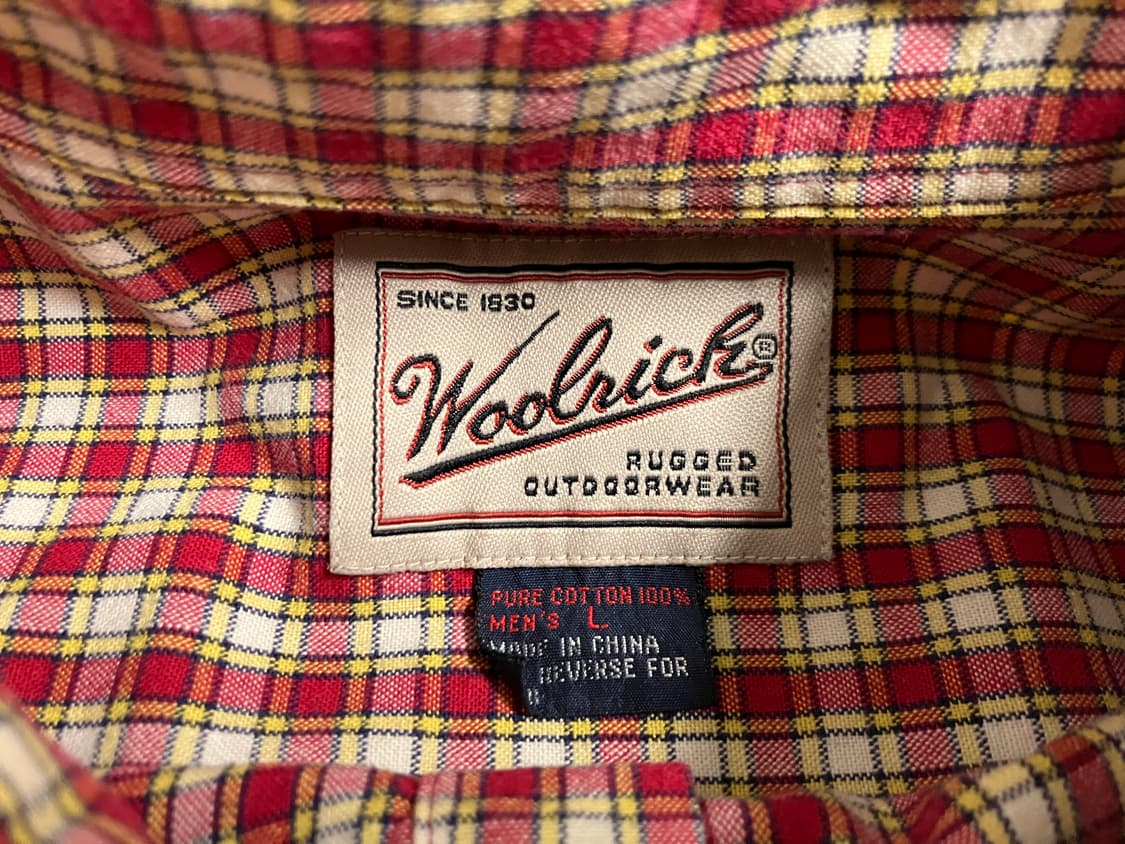 SINCE 1830
Woolrich®
RUGGED
OUTDOORWEAR
PURE COTTON 100%
MEN'S L
MADE IN CHINA
REVERSE FOR